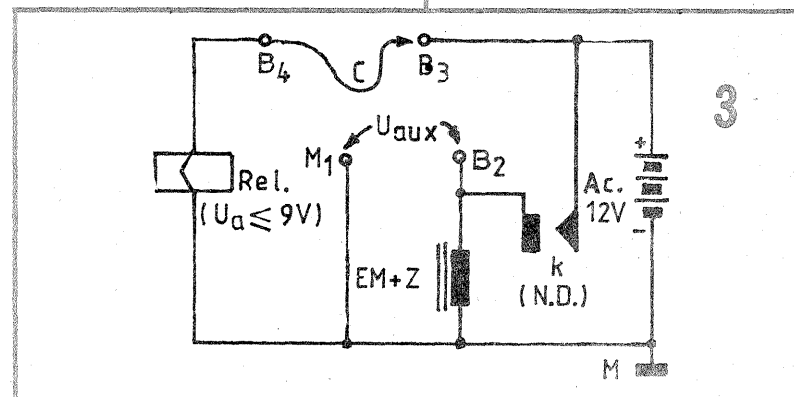 B4
C
B3
3
Uaux
M1
B2
Rel.
(Ua ≤ 9V)
+
Ac.
12V
-
EM+Z
k
(N.D.)
M